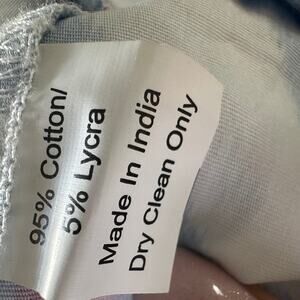 95% Cotton/
5% Lycra
Made In India
Dry Clean Only